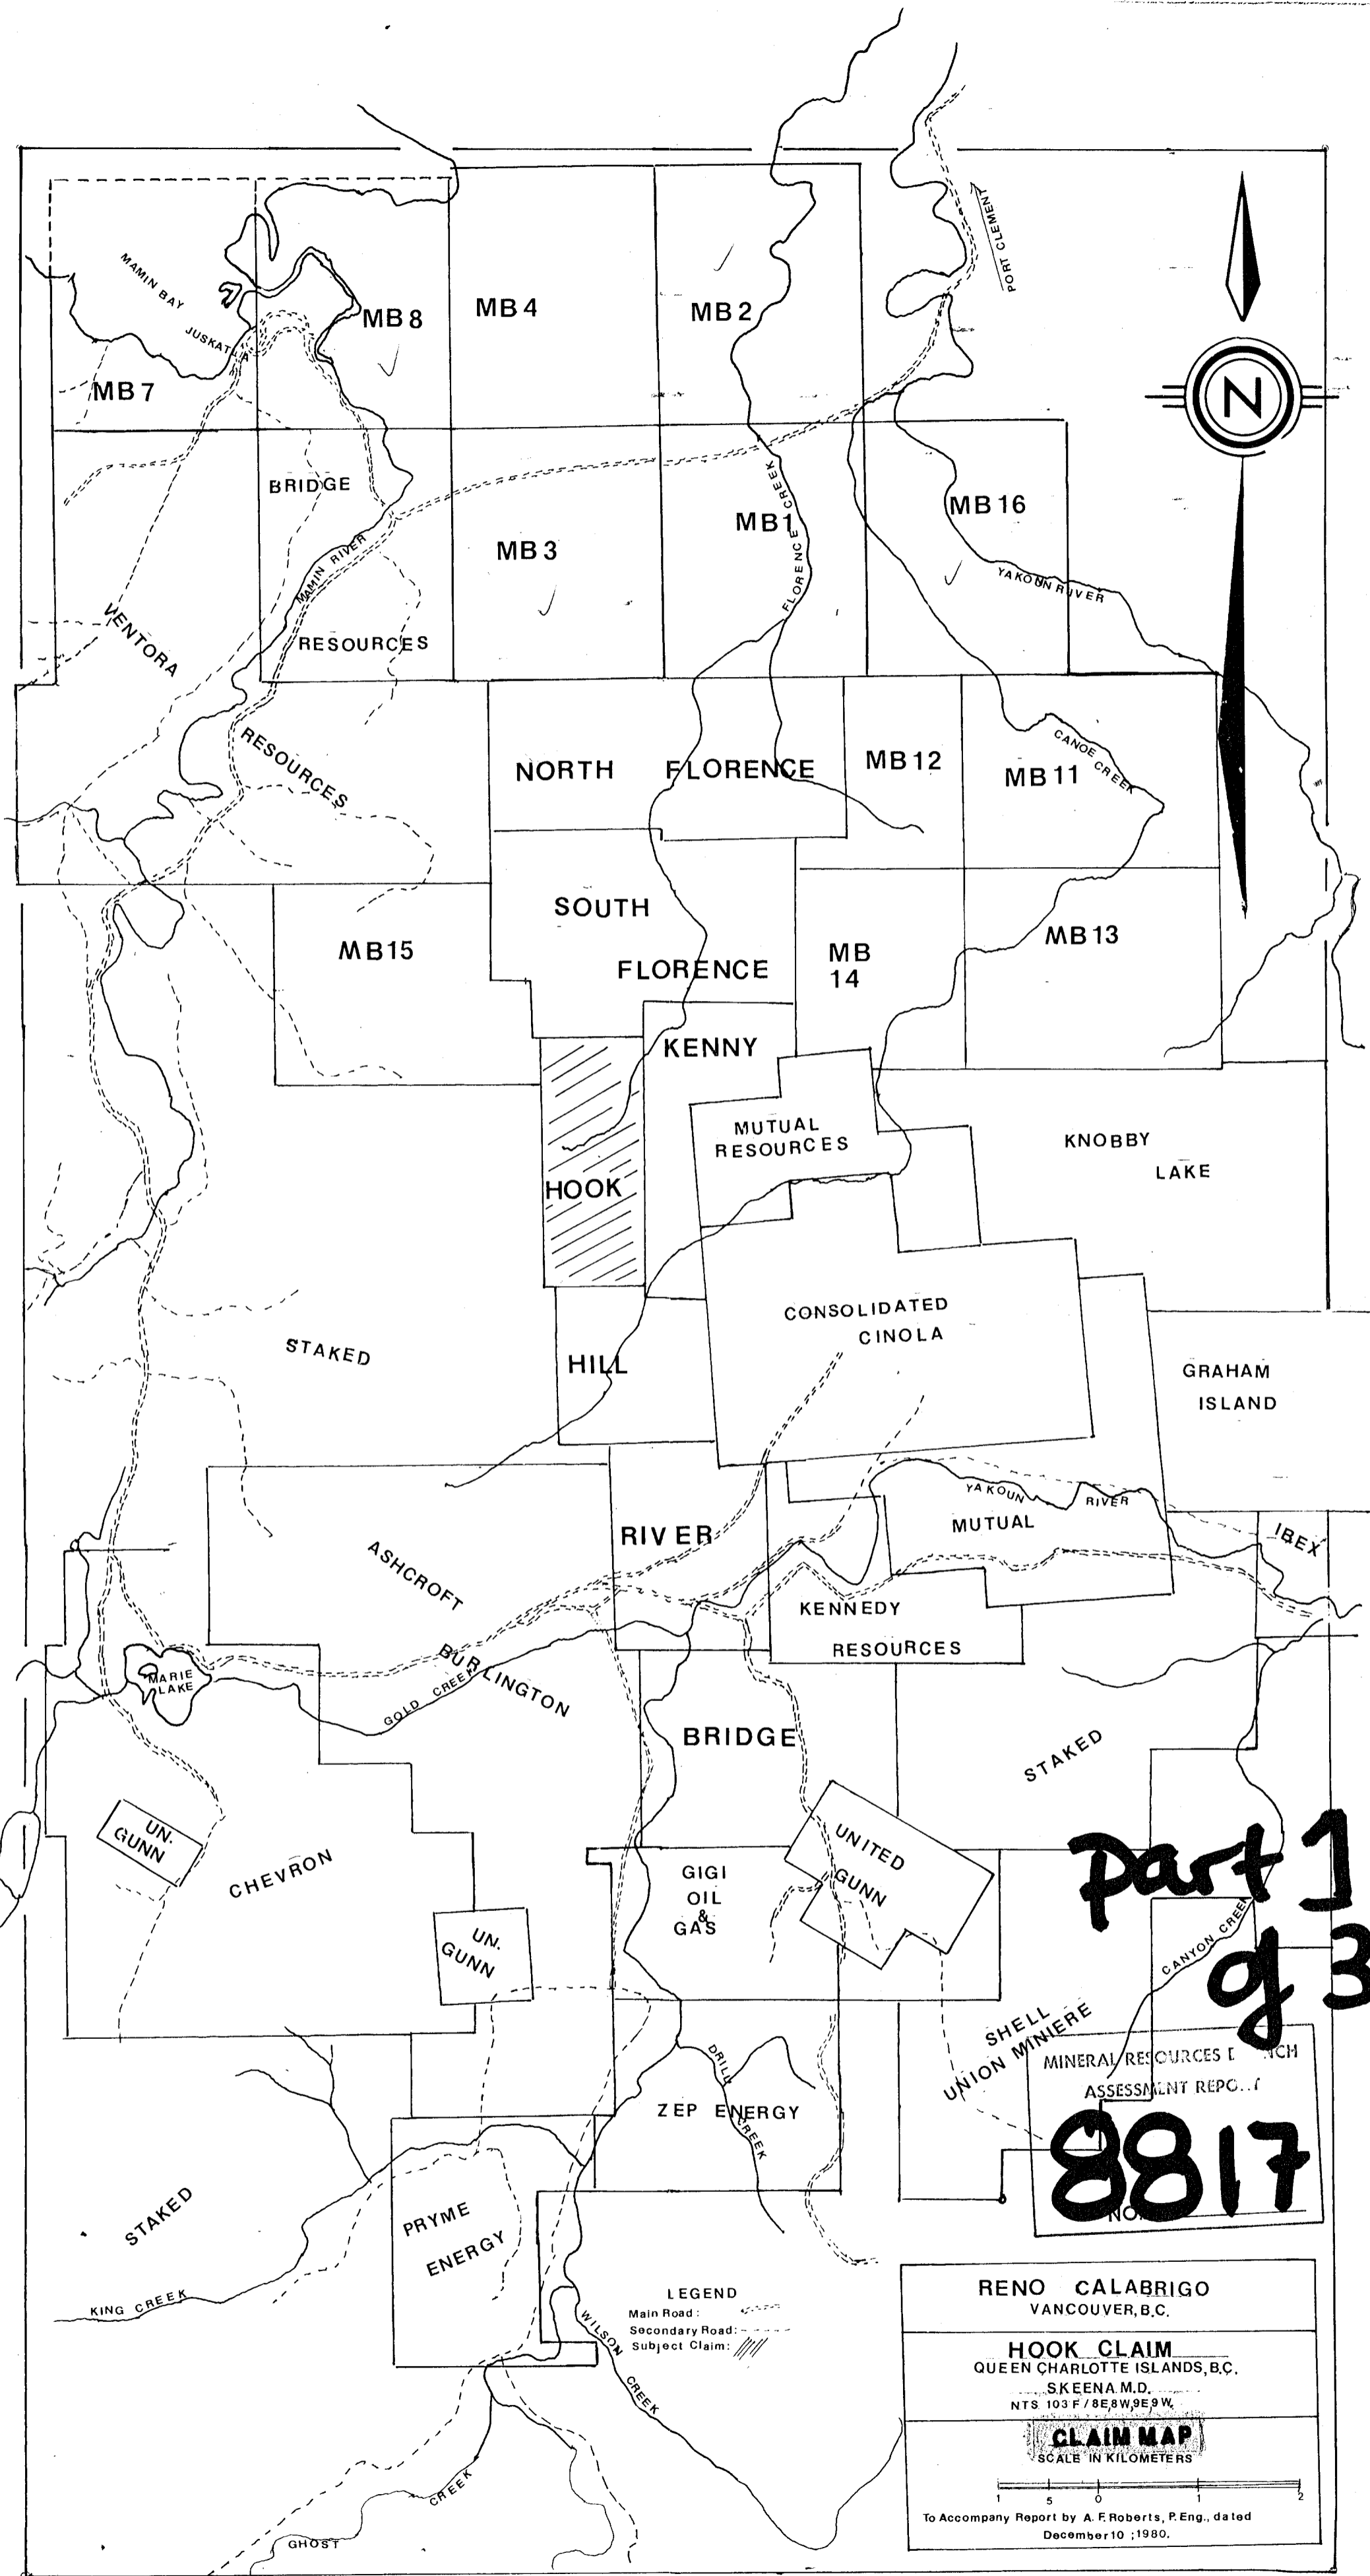 PORT CLEMENT
MAMIN BAY
JUSKATLA
MB 8
MB 4
MB 2
MB 7
N
BRIDGE
MAMIN RIVER
RESOURCES
MB 3
MB1
FLORENCE CREEK
MB 16
YAKOUN RIVER
VENTORA
RESOURCES
NORTH FLORENCE
MB 12
MB 11
CANOE CREEK
SOUTH
FLORENCE
MB15
MB
14
MB 13
KENNY
HOOK
MUTUAL
RESOURCES
KNOBBY
LAKE
CONSOLIDATED
CINOLA
STAKED
HILL
GRAHAM
ISLAND
ASHCROFT
RIVER
YAKOUN RIVER
MUTUAL
IBEX
KENNEDY
RESOURCES
MARIE
LAKE
GOLD CREEK
BURLINGTON
BRIDGE
STAKED
UN.
GUNN
CHEVRON
UN.
GUNN
GIGI
OIL
&
GAS
UNITED
GUNN
part 1
of 3
CANYON CREEK
SHELL
UNION MINIERE
MINERAL RESOURCES
ASSESSMENT
8817
NO.
DRILL CREEK
ZEP ENERGY
STAKED
KING CREEK
PRYME
ENERGY
WILSON CREEK
GHOST CREEK
LEGEND
Main Road:
Secondary Road:
Subject Claim:
RENO CALABRIGO
VANCOUVER, B.C.
HOOK CLAIM
QUEEN CHARLOTTE ISLANDS, B.C.
SKEENA M.D.
NTS 103 F / 8E,8W,9E,9W.
CLAIM MAP
SCALE IN KILOMETERS
1 5 0 1 2
To Accompany Report by A. F. Roberts, P.Eng., dated
December 10 ; 1980.